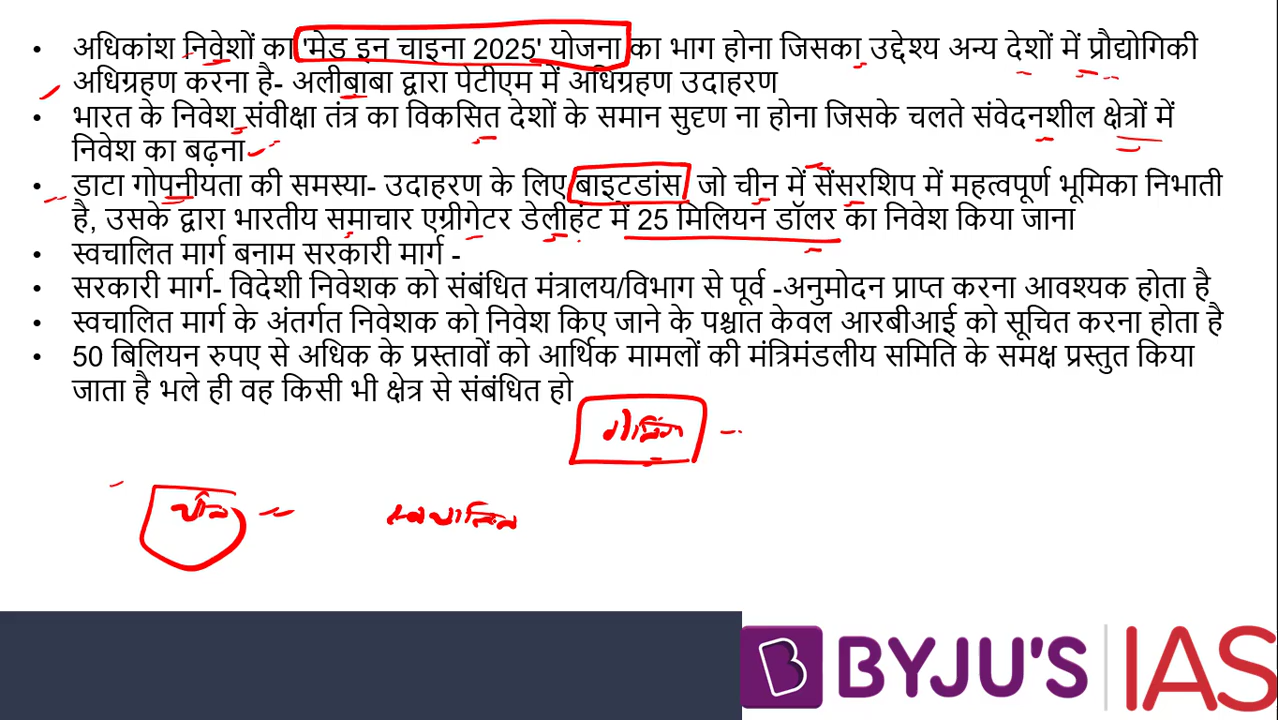 • अधिकांश निवेशों का 'मेड इन चाइना 2025' योजना का भाग होना जिसका उद्देश्य अन्य देशों में प्रौद्योगिकी
अधिग्रहण करना है- अलीबाबा द्वारा पेटीएम में अधिग्रहण उदाहरण
• भारत के निवेश संवीक्षा तंत्र का विकसित देशों के समान सुदृण ना होना जिसके चलते संवेदनशील क्षेत्रों में
निवेश का बढ़ना
• डाटा गोपनीयता की समस्या- उदाहरण के लिए बाइटडांस जो चीन में सेंसरशिप में महत्वपूर्ण भूमिका निभाती
है, उसके द्वारा भारतीय समाचार एग्रीगेटर डेलीहंट में 25 मिलियन डॉलर का निवेश किया जाना
• स्वचालित मार्ग बनाम सरकारी मार्ग -
• सरकारी मार्ग- विदेशी निवेशक को संबंधित मंत्रालय/विभाग से पूर्व -अनुमोदन प्राप्त करना आवश्यक होता है
• स्वचालित मार्ग के अंतर्गत निवेशक को निवेश किए जाने के पश्चात केवल आरबीआई को सूचित करना होता है
• 50 बिलियन रुपए से अधिक के प्रस्तावों को आर्थिक मामलों की मंत्रिमंडलीय समिति के समक्ष प्रस्तुत किया
जाता है भले ही वह किसी भी क्षेत्र से संबंधित हो
चीन
स्वचालित
BYJU'S IAS